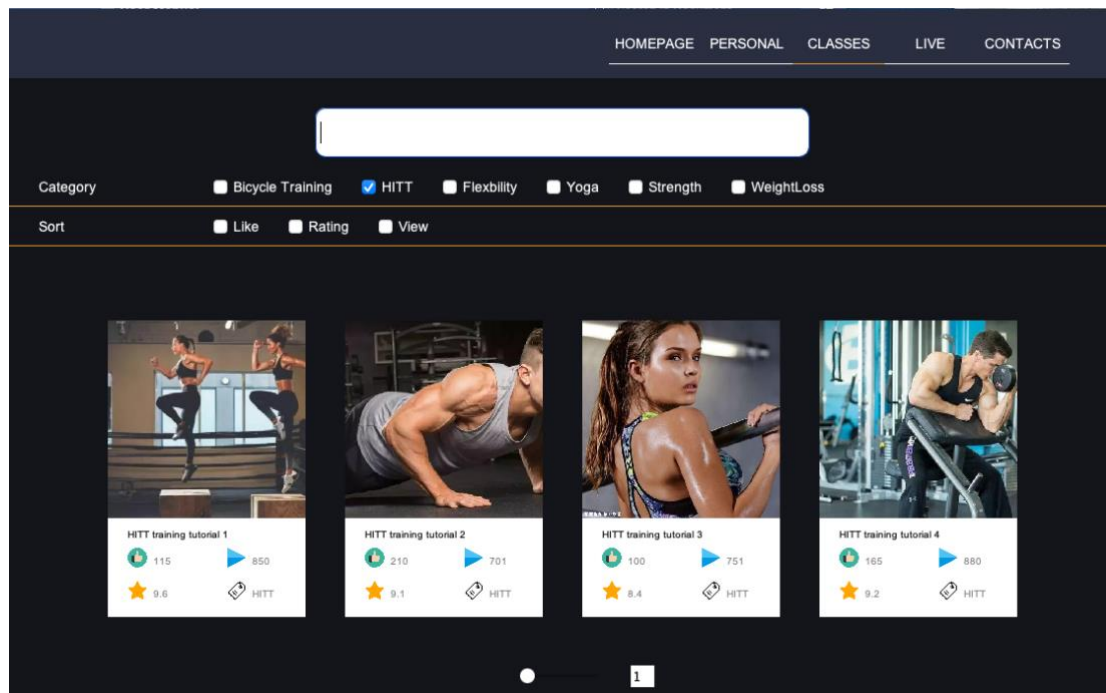 HOMEPAGE PERSONAL CLASSES LIVE CONTACTS
Category Bicycle Training HITT Flexbility Yoga Strength WeightLoss
Sort Like Rating View
HITT training tutorial 1
115 850
9.6 HITT
HITT training tutorial 2
210 701
9.1 HITT
HITT training tutorial 3
100 751
8.4 HITT
HITT training tutorial 4
165 880
9.2 HITT
1